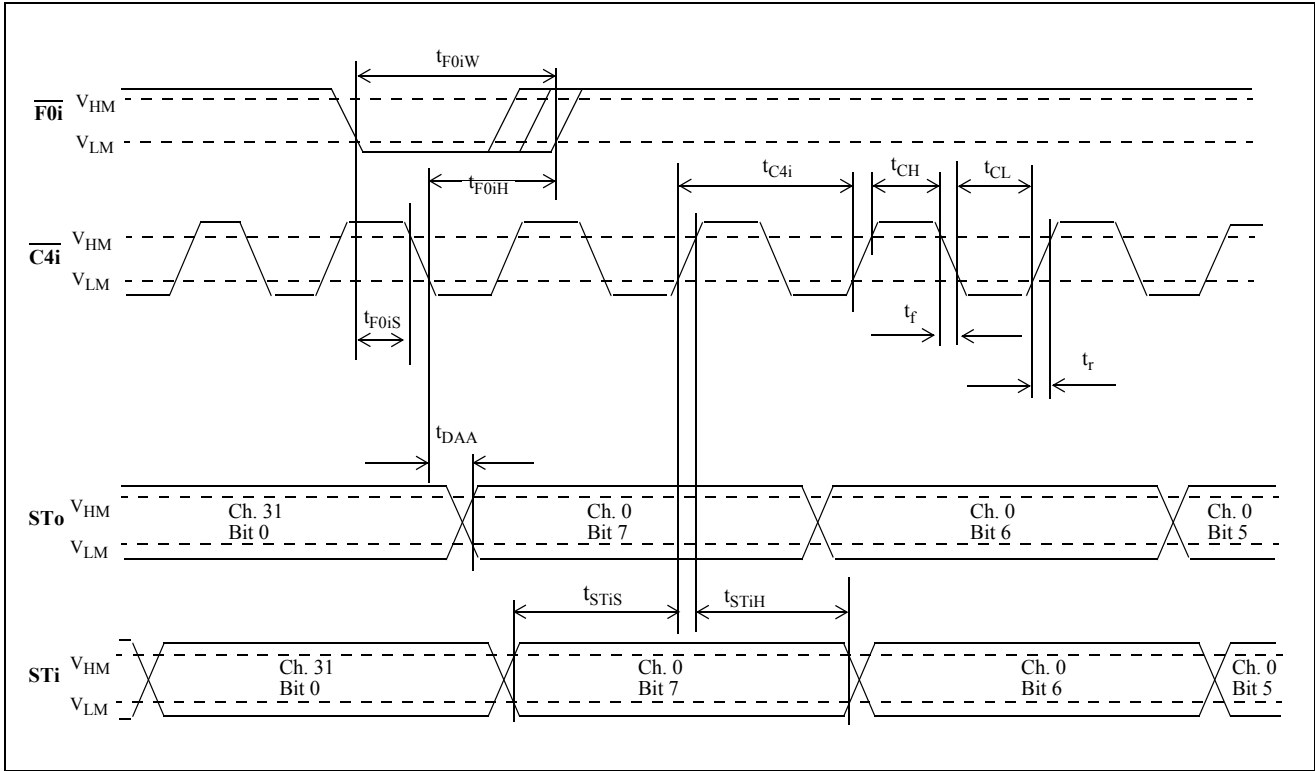 tF0iW
F0i
VHM
VLM
tF0iH
tC4i
tCH
tCL
C4i
VHM
VLM
tF0iS
tf
tr
tDAA
STo
VHM
VLM
Ch. 31
Bit 0
Ch. 0
Bit 7
Ch. 0
Bit 6
Ch. 0
Bit 5
tSTiS
tSTiH
STi
VHM
VLM
Ch. 31
Bit 0
Ch. 0
Bit 7
Ch. 0
Bit 6
Ch. 0
Bit 5